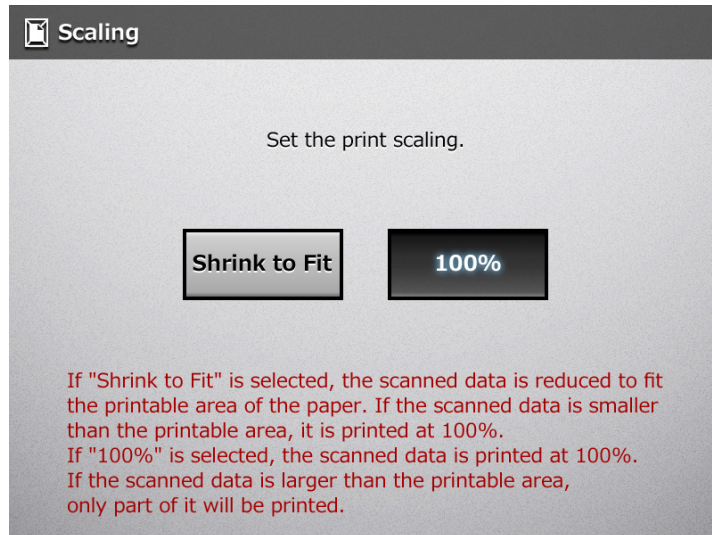 Scaling
Set the print scaling.
Shrink to Fit
100%
If "Shrink to Fit" is selected, the scanned data is reduced to fit
the printable area of the paper. If the scanned data is smaller
than the printable area, it is printed at 100%.
If "100%" is selected, the scanned data is printed at 100%.
If the scanned data is larger than the printable area,
only part of it will be printed.